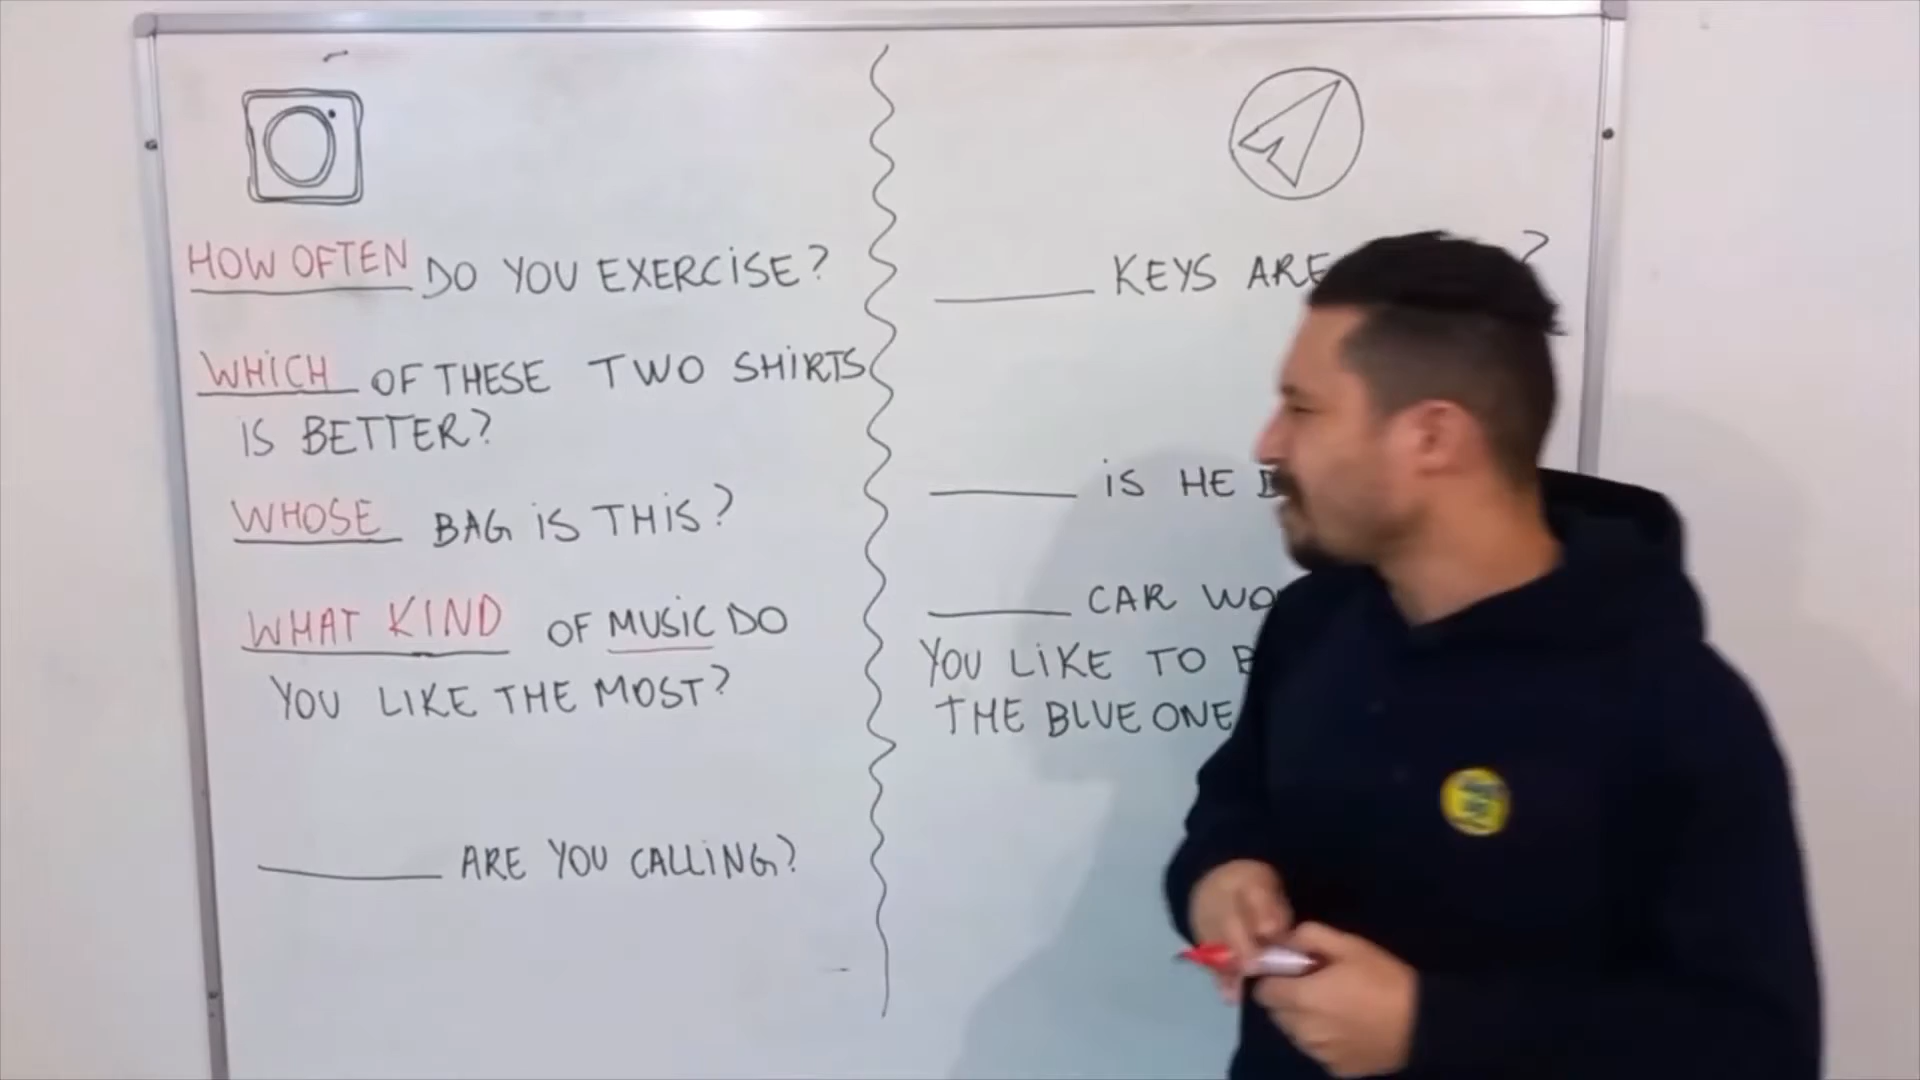 HOW OFTEN DO YOU EXERCISE?
WHICH OF THESE TWO SHIRTS
IS BETTER?
WHOSE BAG IS THIS?
WHAT KIND OF MUSIC DO
YOU LIKE THE MOST?
ARE YOU CALLING?
KEYS ARE ?
IS HE
CAR
YOU LIKE TO
THE BLUE ONE